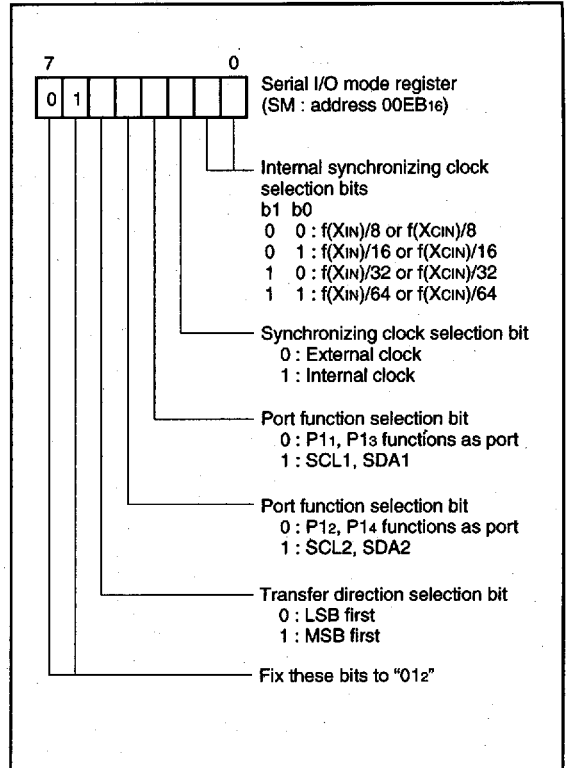 7 0
0 1
Serial I/O mode register
(SM : address 00EB16)
Internal synchronizing clock
selection bits
b1 b0
0 0 : f(XIN)/8 or f(XCIN)/8
0 1 : f(XIN)/16 or f(XCIN)/16
1 0 : f(XIN)/32 or f(XCIN)/32
1 1 : f(XIN)/64 or f(XCIN)/64
Synchronizing clock selection bit
0 : External clock
1 : Internal clock
Port function selection bit
0 : P11, P13 functions as port
1 : SCL1, SDA1
Port function selection bit
0 : P12, P14 functions as port
1 : SCL2, SDA2
Transfer direction selection bit
0 : LSB first
1 : MSB first
Fix these bits to “012”